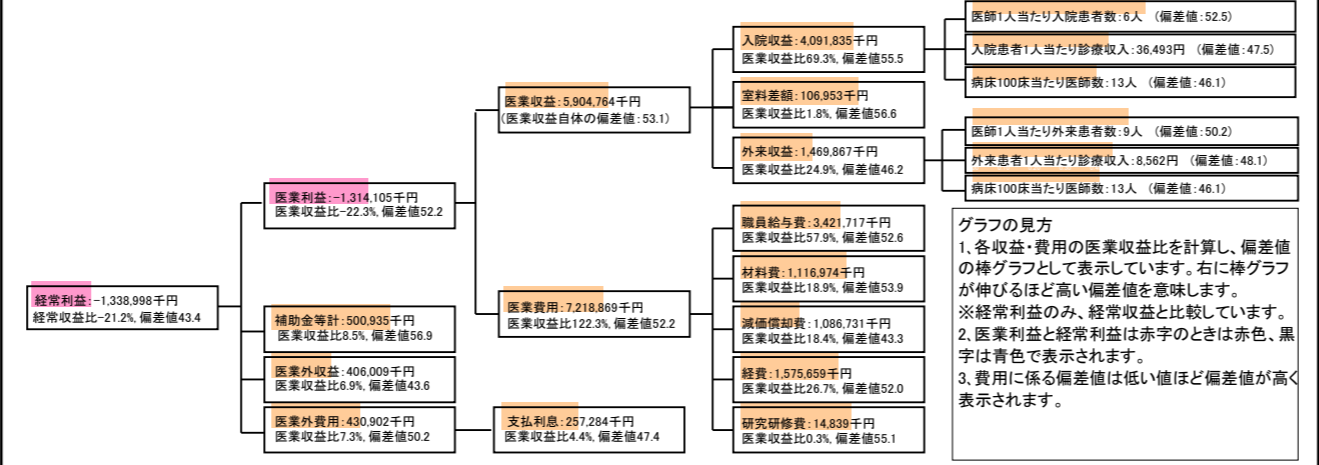 経常利益:-1,338,998千円
経常収支比-21.2%, 偏差値43.4
医業利益:-1,314,105千円
医業収益比-22.3%, 偏差値52.2
補助金等計:500,935千円
医業収益比8.5%, 偏差値56.9
医業外収益:406,009千円
医業収益比6.9%, 偏差値43.6
医業外費用:430,902千円
医業収益比7.3%, 偏差値50.2
医業収益:5,904,764千円
(医業収益自体の偏差値:53.1)
医業費用:7,218,869千円
医業収益比122.3%, 偏差値52.2
支払利息:257,284千円
医業収益比4.4%, 偏差値47.4
入院収益:4,091,835千円
医業収益比69.3%, 偏差値55.5
室料差額:106,953千円
医業収益比1.8%, 偏差値56.6
外来収益:1,469,867千円
医業収益比24.9%, 偏差値46.2
職員給与費:3,421,717千円
医業収益比57.9%, 偏差値52.6
材料費:1,116,974千円
医業収益比18.9%, 偏差値53.9
減価償却費:1,086,731千円
医業収益比18.4%, 偏差値43.3
経費:1,575,659千円
医業収益比26.7%, 偏差値52.0
研究研修費:14,839千円
医業収益比0.3%, 偏差値55.1
医師1人当たり入院患者数:6人 (偏差値:52.5)
入院患者1人当たり診療収入:36,493円 (偏差値:47.5)
病床100床当たり医師数:13人 (偏差値:46.1)
医師1人当たり外来患者数:9人 (偏差値:50.2)
外来患者1人当たり診療収入:8,562円 (偏差値:48.1)
病床100床当たり医師数:13人 (偏差値:46.1)
グラフの見方
1、各収益・費用の医業収益比を計算し、偏差値
の棒グラフとして表示しています。右に棒グラフ
が伸びるほど高い偏差値を意味します。
※経常利益のみ、経常収益と比較しています。
2、医業利益と経常利益は赤字のときは赤色、黒
字は青色で表示されます。
3、費用に係る偏差値は低い値ほど偏差値が高く
表示されます。